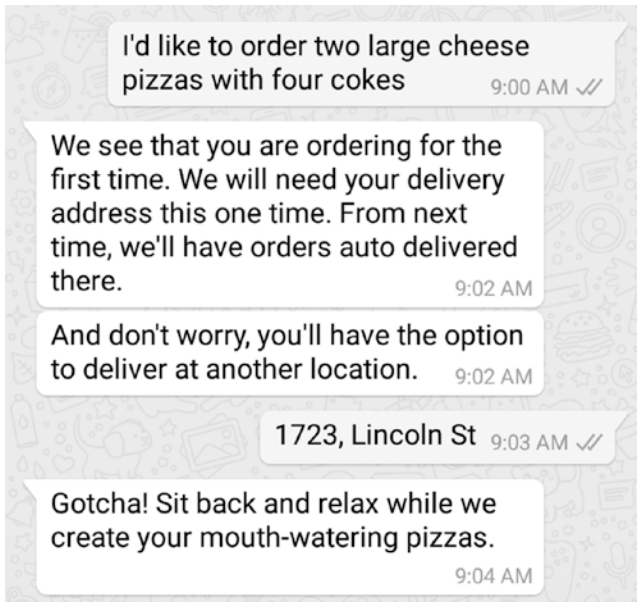 I'd like to order two large cheese
pizzas with four cokes
9:00 AM
We see that you are ordering for the
first time. We will need your delivery
address this one time. From next
time, we'll have orders auto delivered
there.
9:02 AM
And don't worry, you'll have the option
to deliver at another location.
9:02 AM
1723, Lincoln St
9:03 AM
Gotcha! Sit back and relax while we
create your mouth-watering pizzas.
9:04 AM